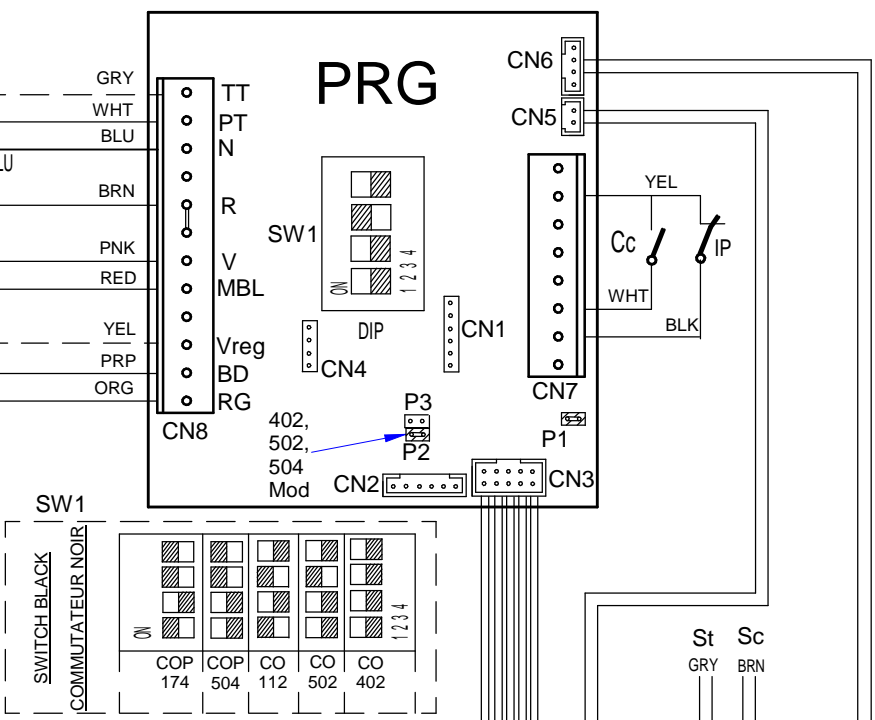 PRG
GRY
WHT
BLU
BRN
PNK
RED
YEL
PRP
ORG
TT
PT
N
R
V
MBL
Vreg
BD
RG
CN8
SW1
ON
1 2 3 4
DIP
CN4
CN1
CN6
CN5
CN7
YEL
Cc
IP
WHT
BLK
P3
P2
P1
402,
502,
504
Mod
CN2
CN3
SW1
SWITCH BLACK
COMMUTATEUR NOIR
ON
1 2 3 4
COP 174
COP 504
CO 112
CO 502
CO 402
St
Sc
GRY
BRN